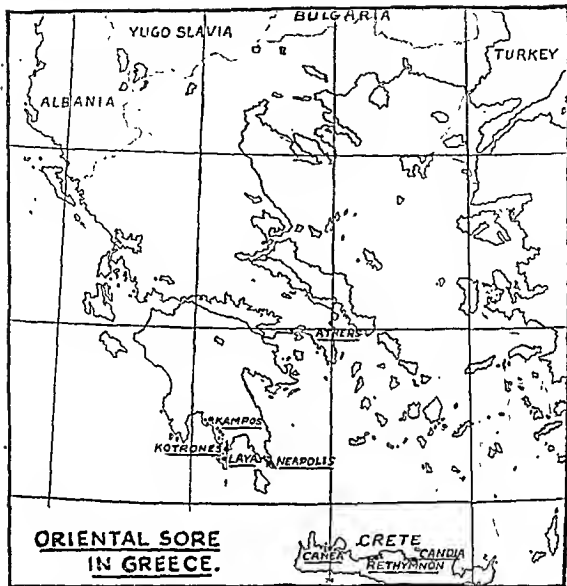 BULGARIA
YUGO SLAVIA
TURKEY
ALBANIA
ATHENS
KAMPOS
KOTRONES
LAYA NEAPOLIS
ORIENTAL SORE
IN GREECE.
CRETE
CANEA CANDIA
RETHYMNON